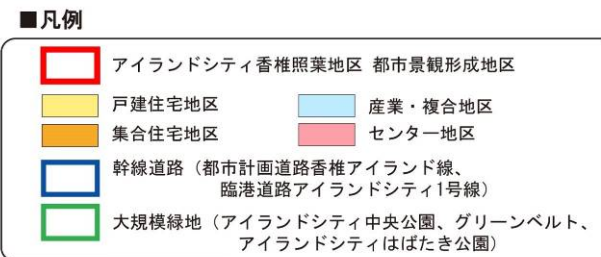 ■凡例
アイランドシティ香椎照葉地区 都市景観形成地区
戸建住宅地区
産業・複合地区
集合住宅地区
センター地区
幹線道路（都市計画道路香椎アイランド線、
臨港道路アイランドシティ1号線）
大規模緑地（アイランドシティ中央公園、グリーンベルト、
アイランドシティはばたき公園）